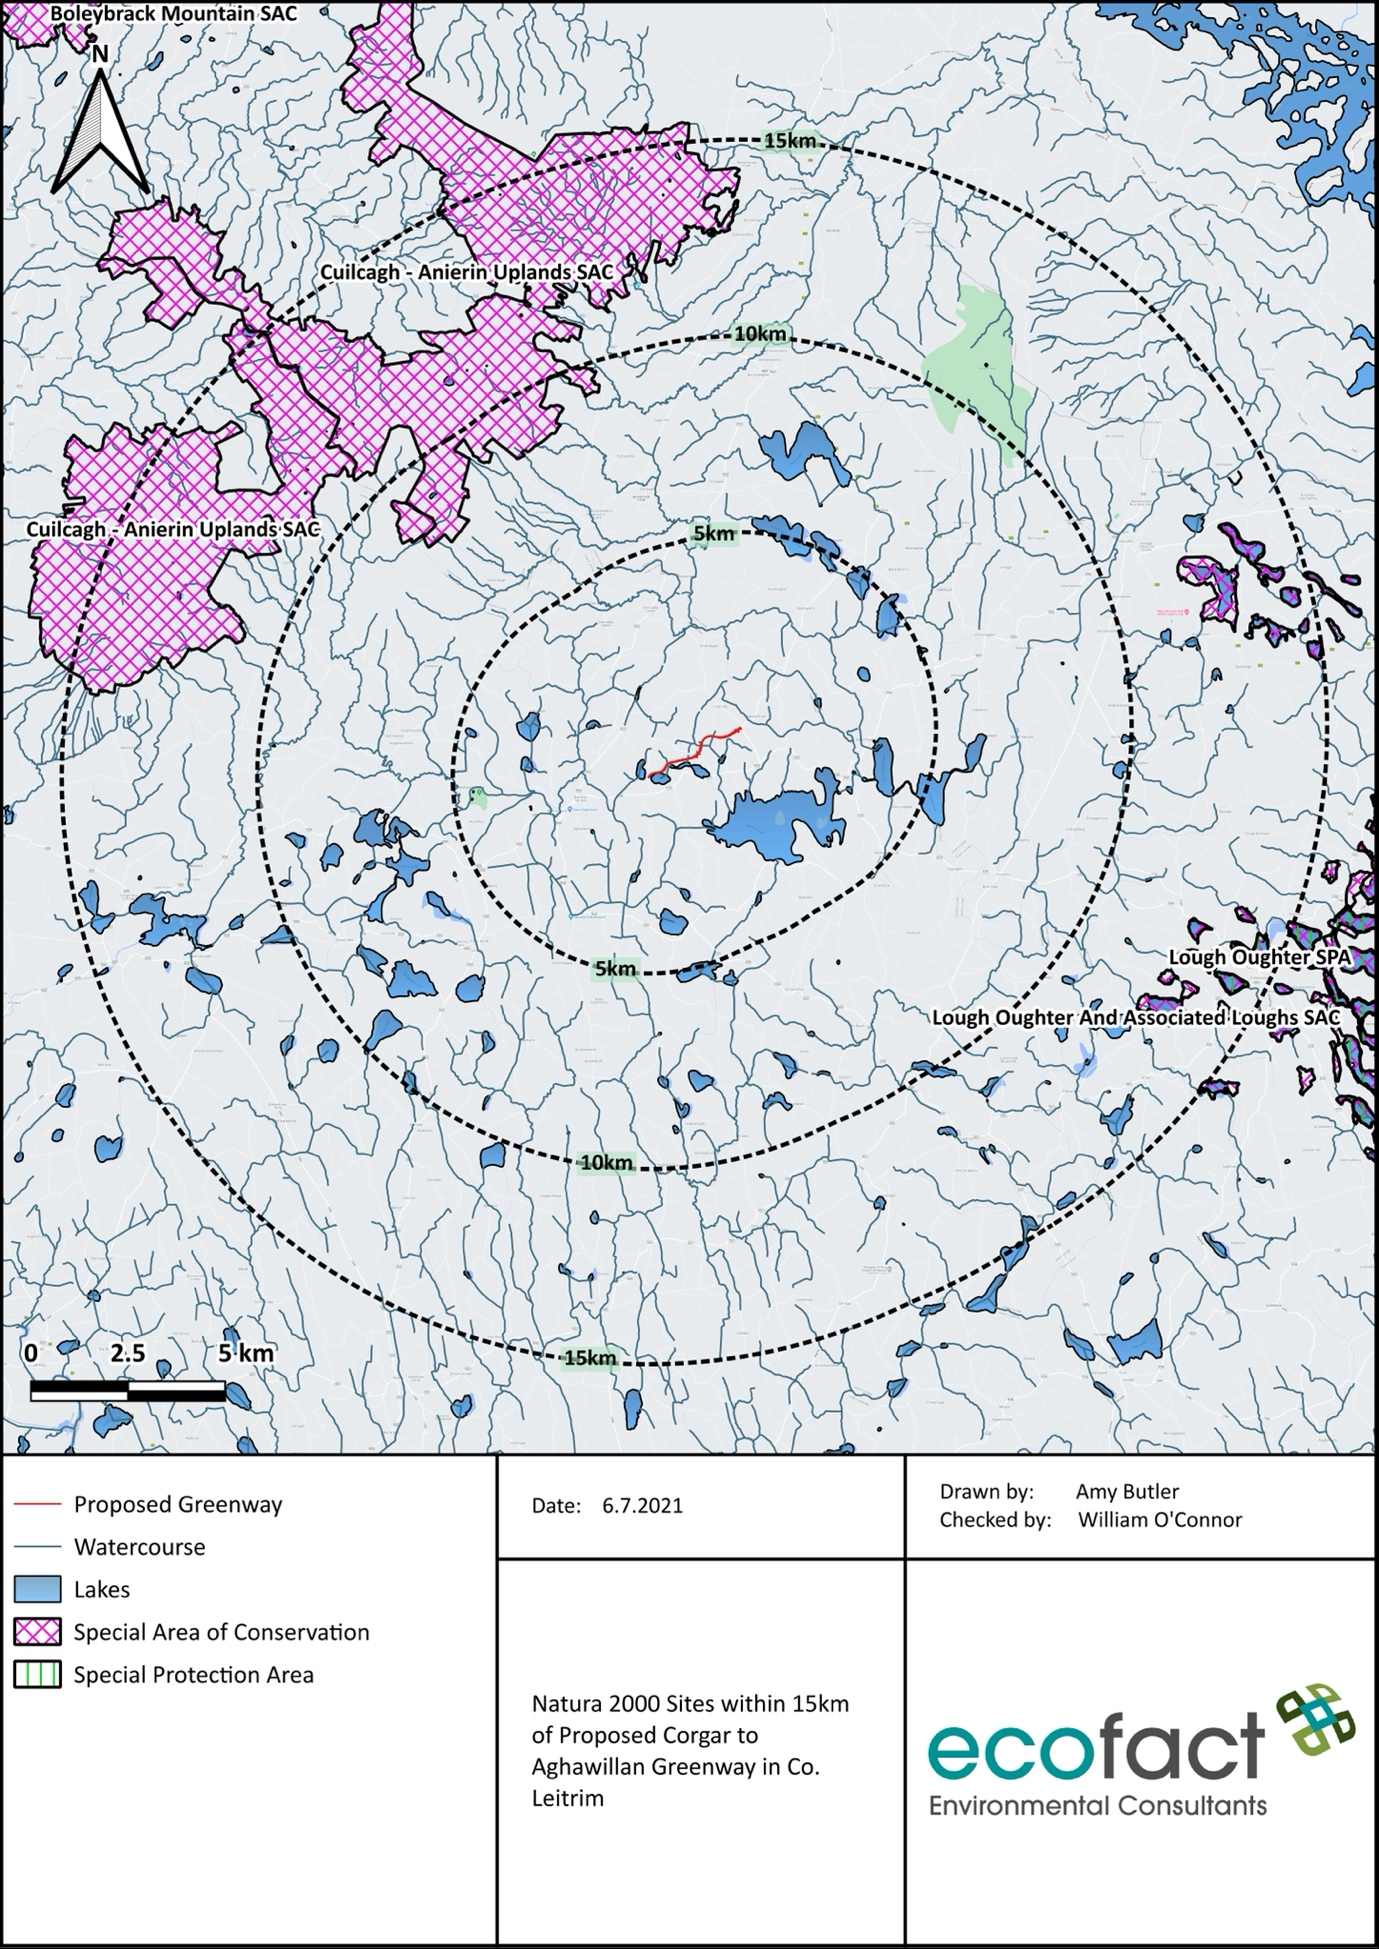 Boleybrack Mountain SAC
N
15km
Cuilcagh - Anierin Uplands SAC
10km
Cuilcagh - Anierin Uplands SAC
5km
Lough Oughter SPA
5km
Lough Oughter And Associated Loughs SAC
10km
15km
0 2.5 5 km
Proposed Greenway
Watercourse
Lakes
Special Area of Conservation
Special Protection Area
Date: 6.7.2021
Natura 2000 Sites within 15km
of Proposed Corgar to
Aghawillan Greenway in Co.
Leitrim
Drawn by: Amy Butler
Checked by: William O'Connor
ecofact
Environmental Consultants